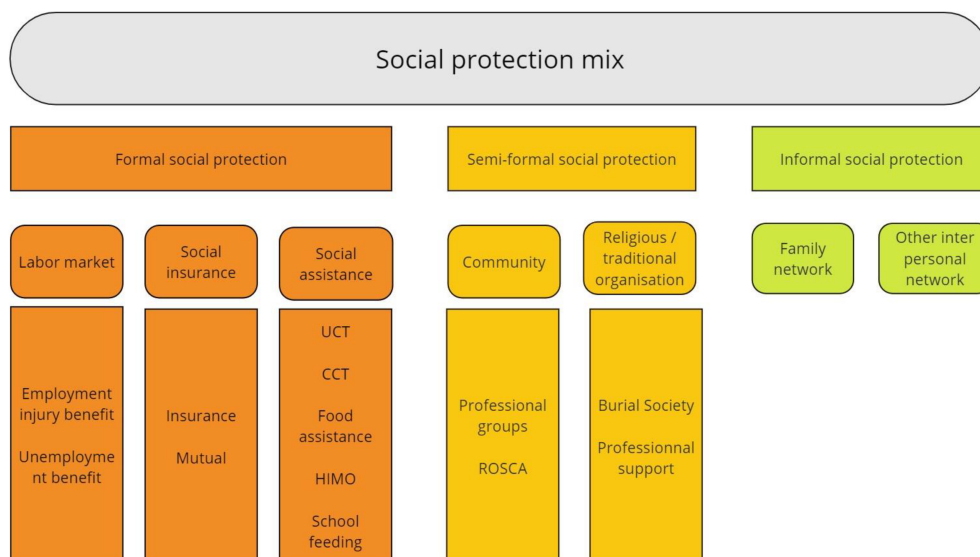 Social protection mix
Formal social protection
Semi-formal social protection
Informal social protection
Labor market
Social
insurance
Social
assistance
Community
Religious /
traditional
organisation
Family
network
Other inter
personal
network
Employment
injury benefit
Unemployme
nt benefit
Insurance
Mutual
UCT
CCT
Food
assistance
HIMO
School
feeding
Professional
groups
ROSCA
Burial Society
Professionnal
support